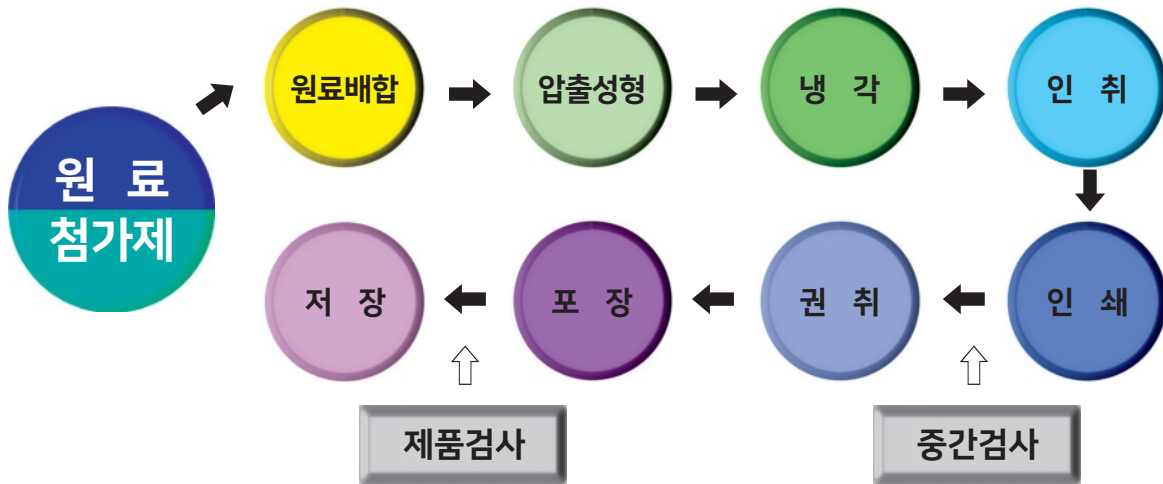 원 료
첨가제
원료배합
압출성형
냉 각
인 취
인 쇄
권 취
포 장
저 장
제품검사
중간검사